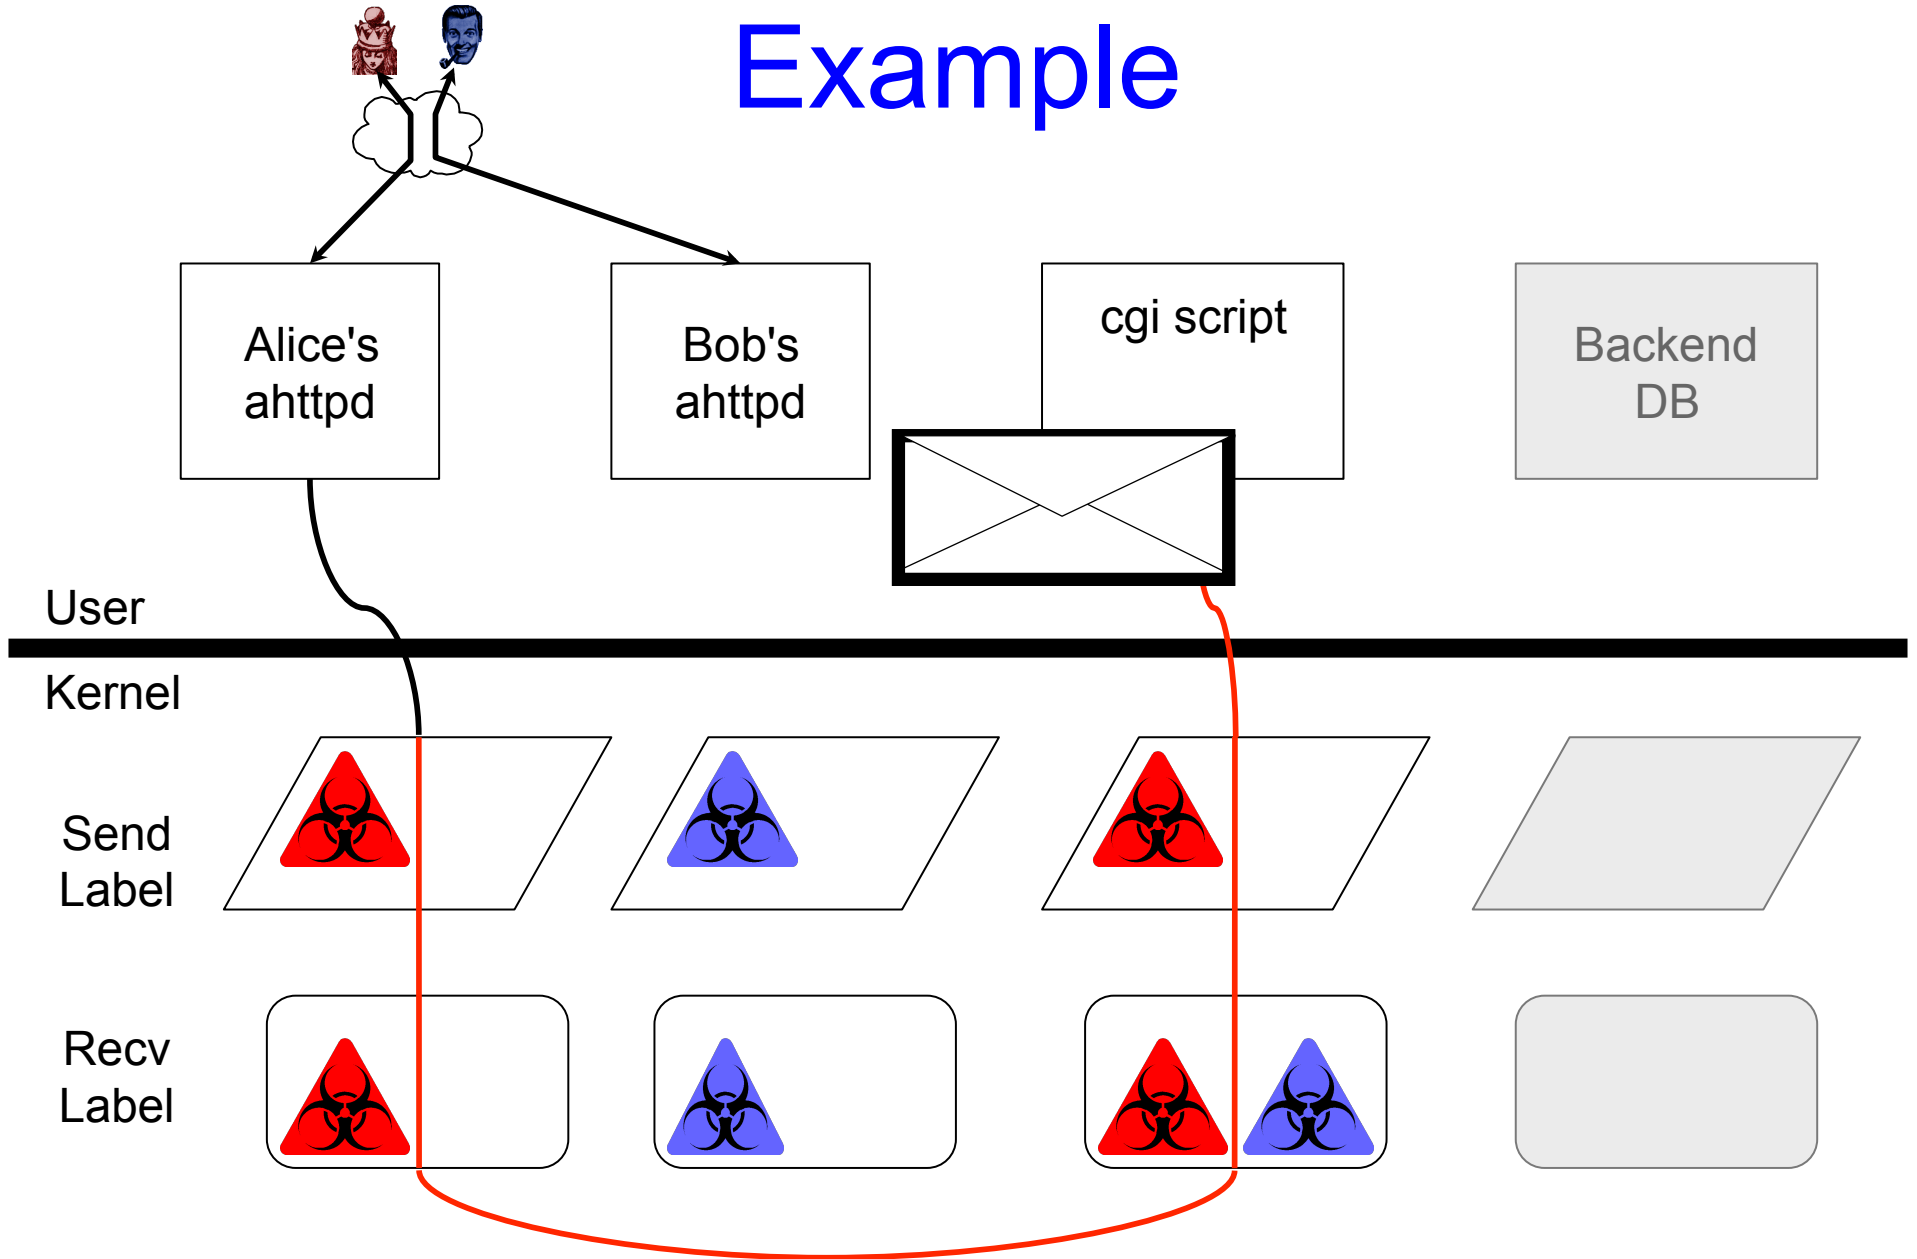 Example
Alice's
ahttpd
Bob's
ahttpd
cgi script
Backend
DB
User
Kernel
Send
Label
Recv
Label